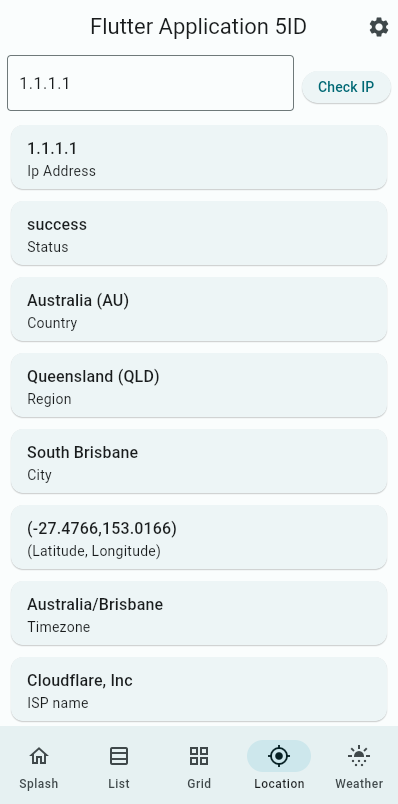 Flutter Application 5ID
1.1.1.1
Check IP
1.1.1.1
Ip Address
success
Status
Australia (AU)
Country
Queensland (QLD)
Region
South Brisbane
City
(-27.4766,153.0166)
(Latitude, Longitude)
Australia/Brisbane
Timezone
Cloudflare, Inc
ISP name
Splash
List
Grid
Location
Weather